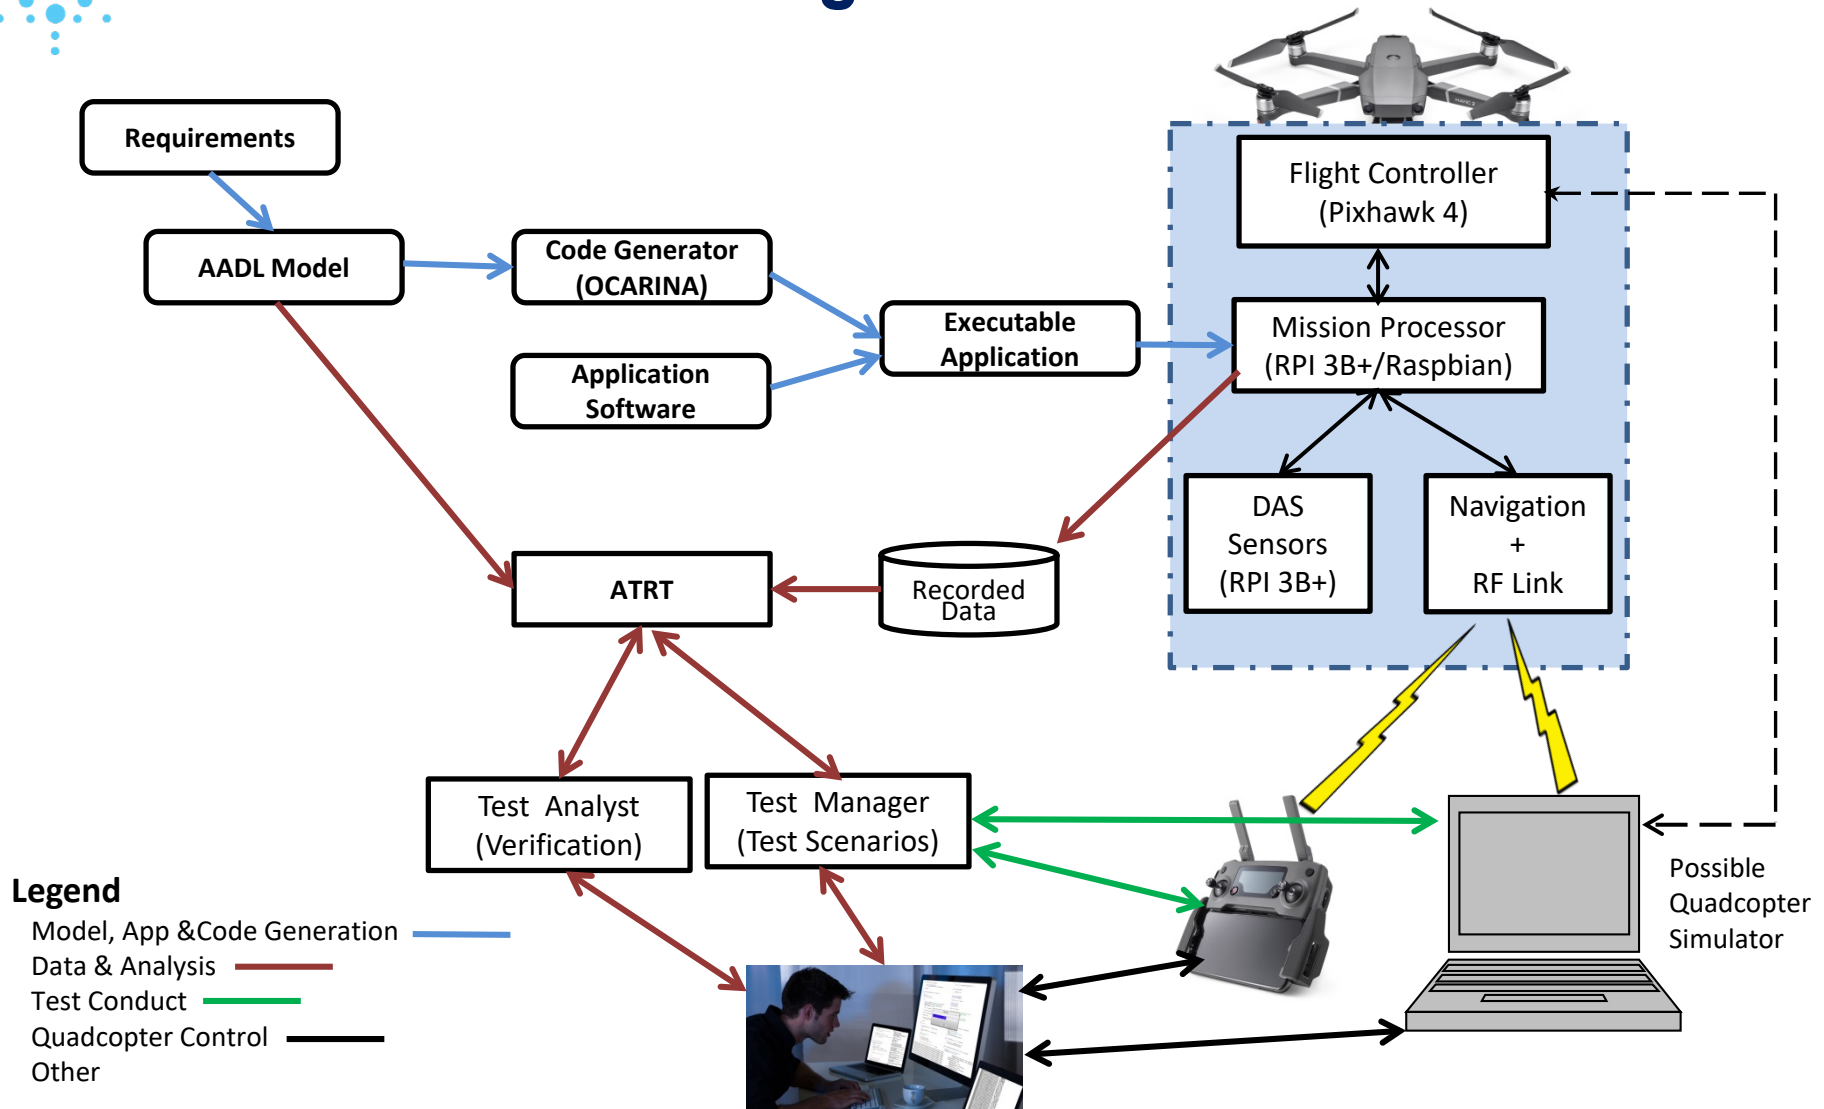 Requirements
AADL Model
Code Generator
(OCARINA)
Application
Software
Executable
Application
Flight Controller
(Pixhawk 4)
Mission Processor
(RPI 3B+/Raspbian)
DAS
Sensors
(RPI 3B+)
Navigation
+
RF Link
ATRT
Recorded
Data
Test Analyst
(Verification)
Test Manager
(Test Scenarios)
Possible
Quadcopter
Simulator
Legend
Model, App &Code Generation
Data & Analysis
Test Conduct
Quadcopter Control
Other